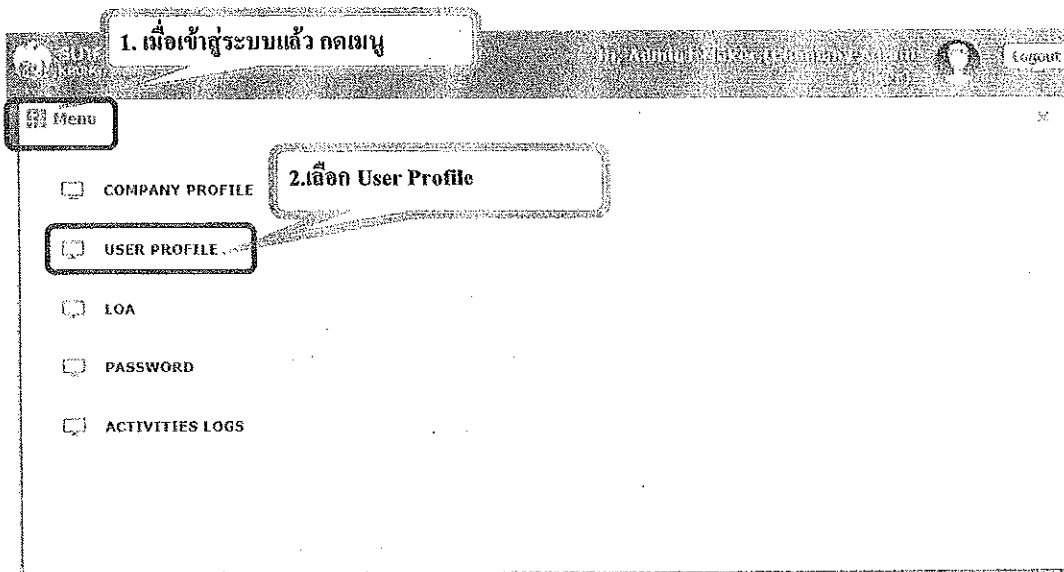 1. เมื่อเข้าสู่ระบบแล้ว กดเมนู
Logout
Menu
2.เลือก User Profile
COMPANY PROFILE
USER PROFILE
LOA
PASSWORD
ACTIVITIES LOGS